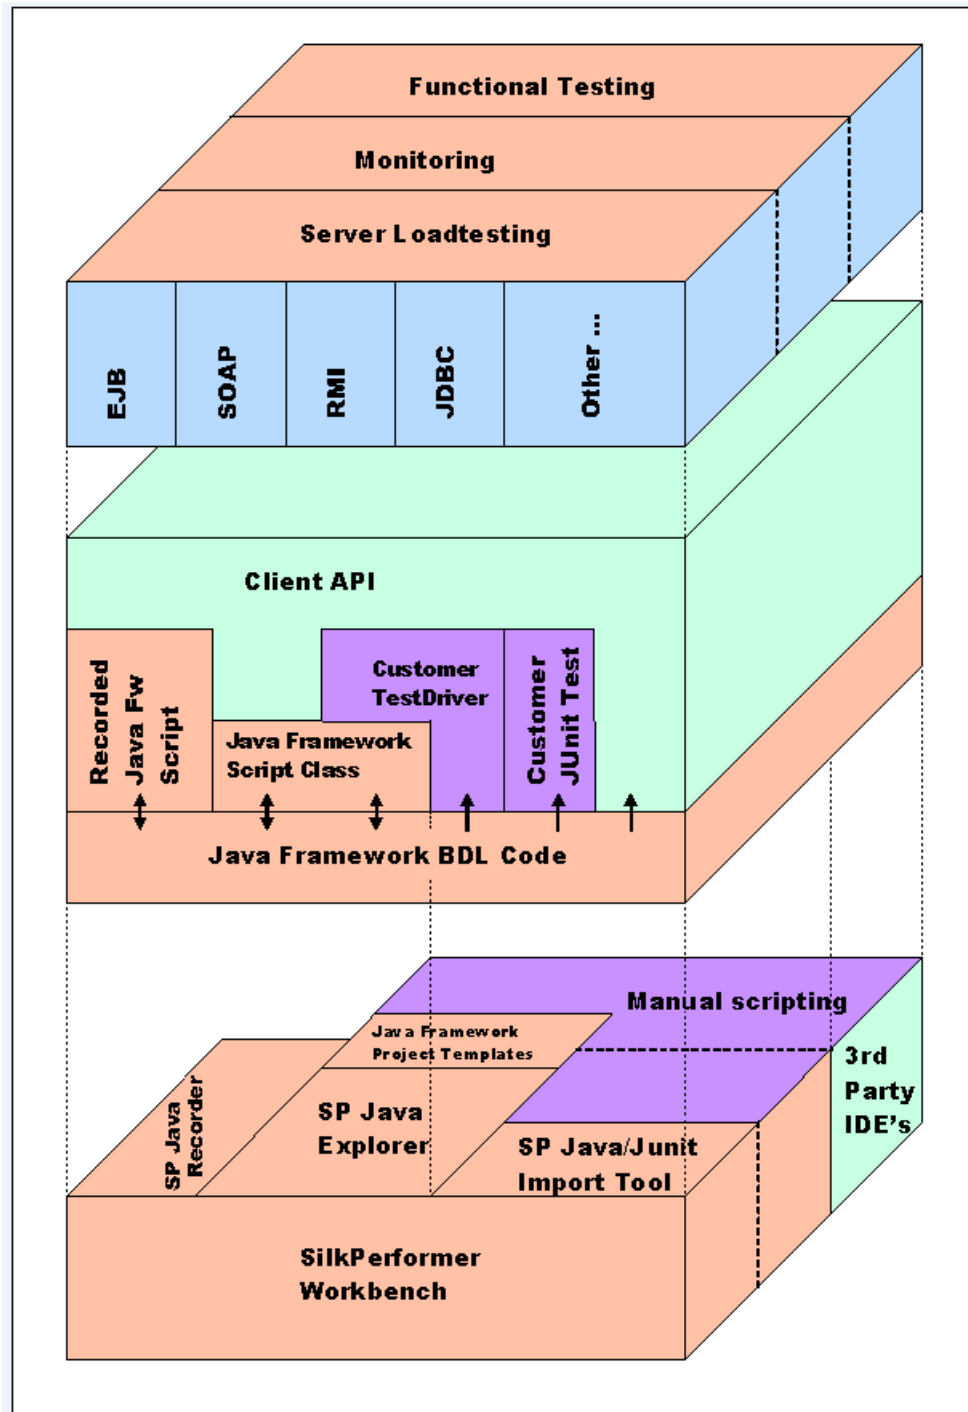 Functional Testing
Monitoring
Server Loadtesting
EJB
SOAP
RMI
JDBC
Other ...
Client API
Recorded
Java Fw
Script
Customer
TestDriver
Customer
JUnit Test
Java Framework
Script Class
Java Framework BDL Code
Manual scripting
Java Framework
Project Templates
3rd
Party
IDE's
SP Java
Recorder
SP Java
Explorer
SP Java/Junit
Import Tool
SilkPerformer
Workbench